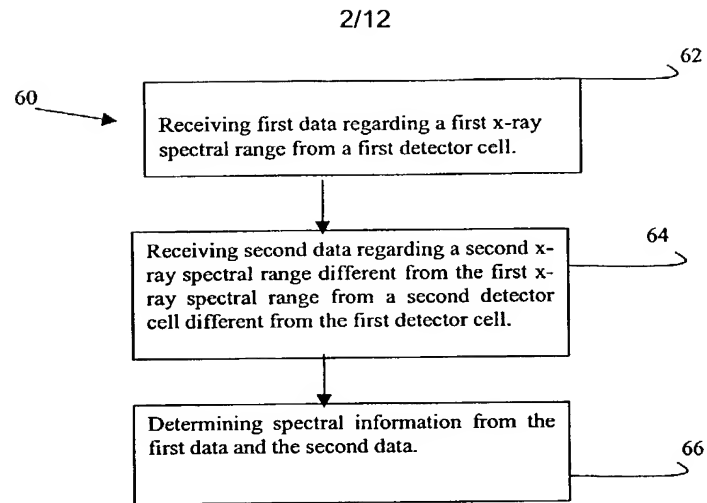 2/12
62
60
Receiving first data regarding a first x-ray
spectral range from a first detector cell.
64
Receiving second data regarding a second x-
ray spectral range different from the first x-
ray spectral range from a second detector
cell different from the first detector cell.
Determining spectral information from the
first data and the second data.
66